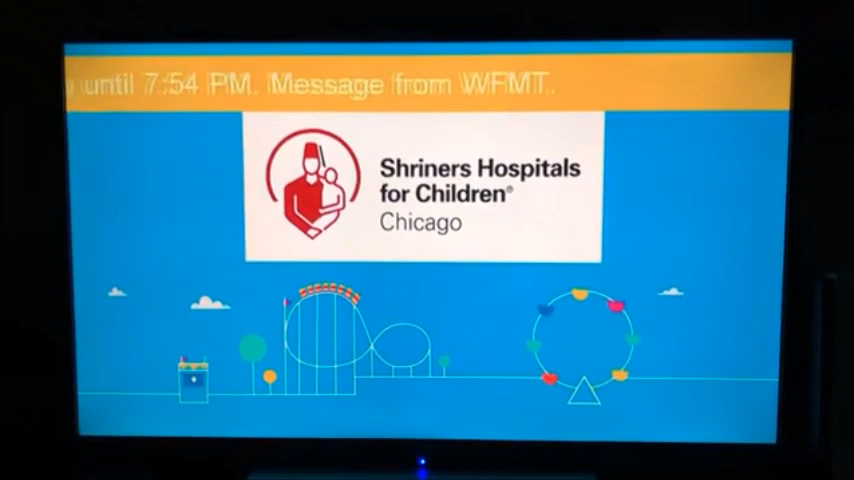 until 7:54 PM. Message from WFMT.
Shriners Hospitals
for Children®
Chicago